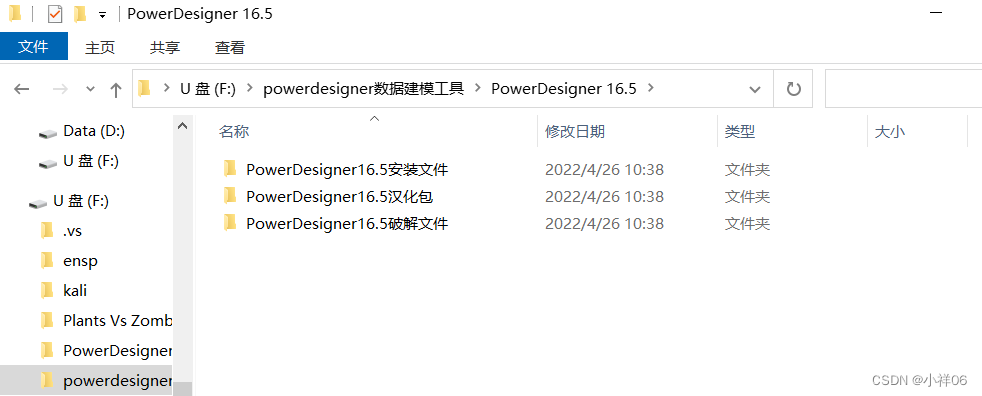 PowerDesigner 16.5
文件 主页 共享 查看
U 盘 (F:) powerdesigner数据建模工具 PowerDesigner 16.5
名称 修改日期 类型 大小
Data (D:)
U 盘 (F:)
U 盘 (F:)
.vs
ensp
kali
Plants Vs Zomb
PowerDesigner
powerdesigner
PowerDesigner16.5安装文件 2022/4/26 10:38 文件夹
PowerDesigner16.5汉化包 2022/4/26 10:38 文件夹
PowerDesigner16.5破解文件 2022/4/26 10:38 文件夹
CSDN @小祥06